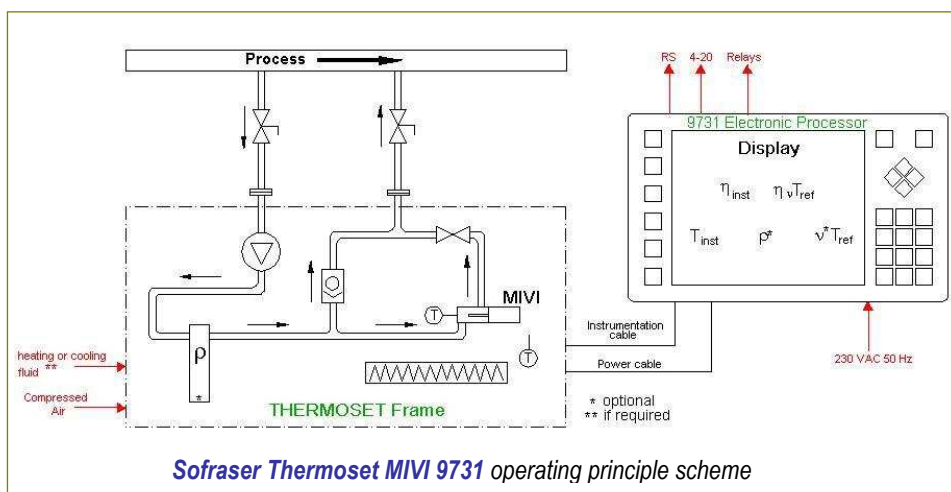 Process
RS 4-20 Relays
9731 Electronic Processor
Display
η inst η νTref
T inst ρ* ν*Tref
MIVI
T
T
ρ
*
Instrumentation
cable
Power cable
230 VAC 50 Hz
heating or cooling
fluid **
Compressed
Air
THERMOSET Frame
* optional
** if required
Sofraser Thermoset MIVI 9731 operating principle scheme